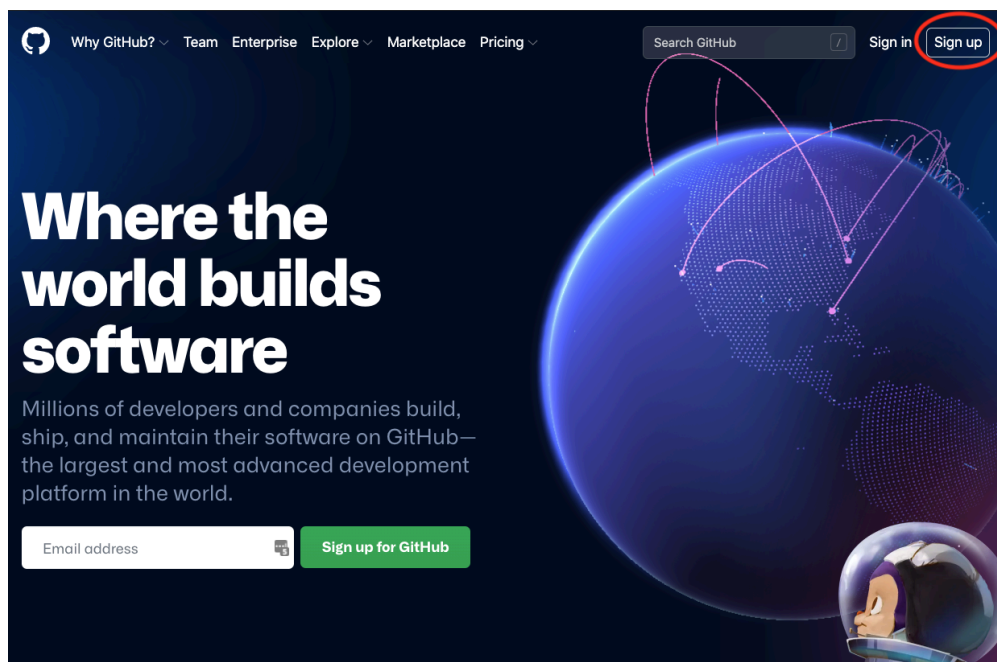 Why GitHub? Team Enterprise Explore Marketplace Pricing Search GitHub / Sign in Sign up
Where the
world builds
software
Millions of developers and companies build,
ship, and maintain their software on GitHub—
the largest and most advanced development
platform in the world.
Email address Sign up for GitHub